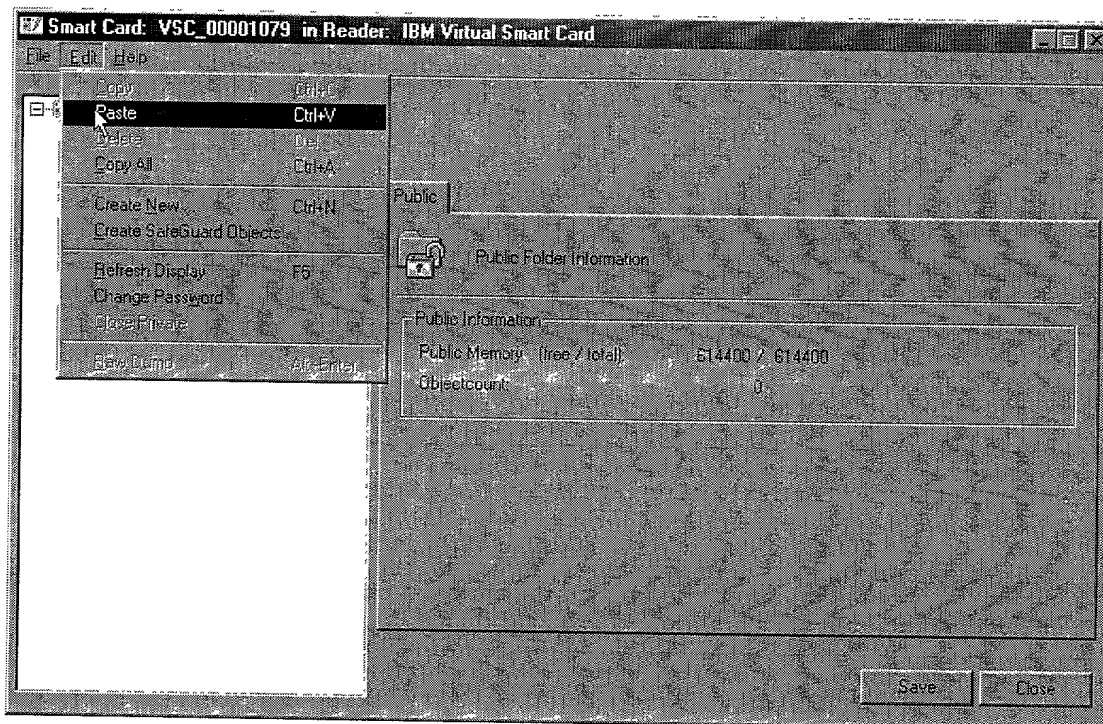 Smart Card: VSC_00001079 in Reader: IBM Virtual Smart Card
File Edit Help
Copy Ctrl+C
Paste Ctrl+V
Delete Del
Copy All Ctrl+A
Create New... Ctrl+N
Create SafeGuard Objects...
Refresh Display F5
Change Password
Close Private
Raw Dump Alt+Enter
Public
Public Folder Information
Public Information
Public Memory (free / total): 614400 / 614400
Objectcount: 0
Save
Close